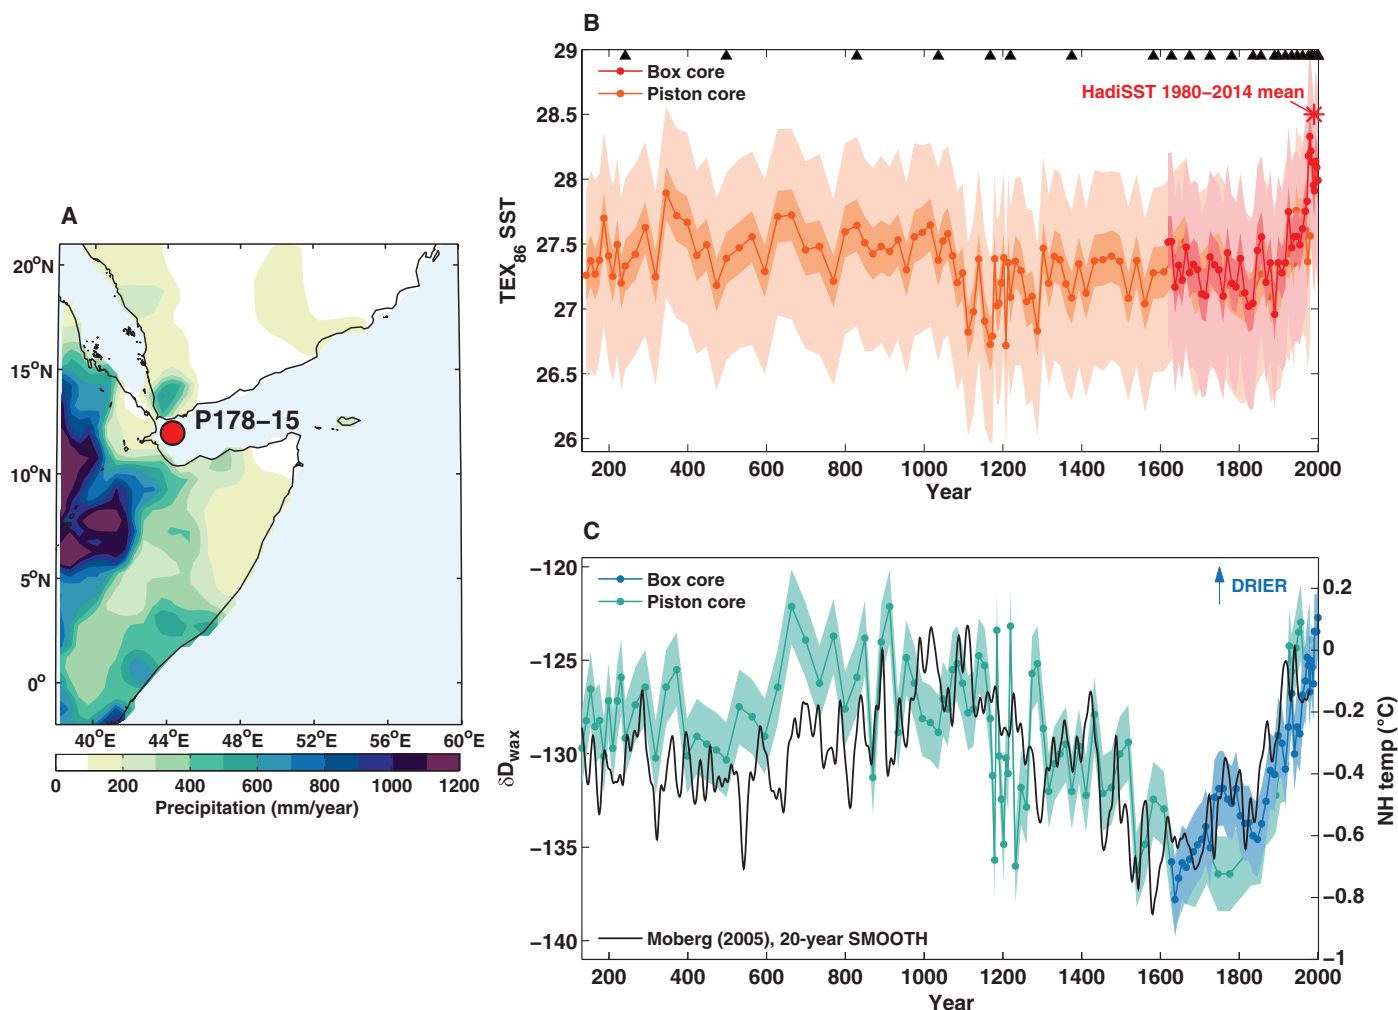 A
20°N
15°N
10°N
5°N
0°
P178−15
40°E 44°E 48°E 52°E 56°E 60°E
0 200 400 600 800 1000 1200
Precipitation (mm/year)
B
29
28.5
28
27.5
27
26.5
26
TEX86 SST
Box core
Piston core
HadiSST 1980−2014 mean
200 400 600 800 1000 1200 1400 1600 1800 2000
Year
C
−120
−125
−130
−135
−140
δDwax
Box core
Piston core
DRIER
0.2
0
−0.2
−0.4
−0.6
−0.8
−1
NH temp (°C)
Moberg (2005), 20-year SMOOTH
200 400 600 800 1000 1200 1400 1600 1800 2000
Year